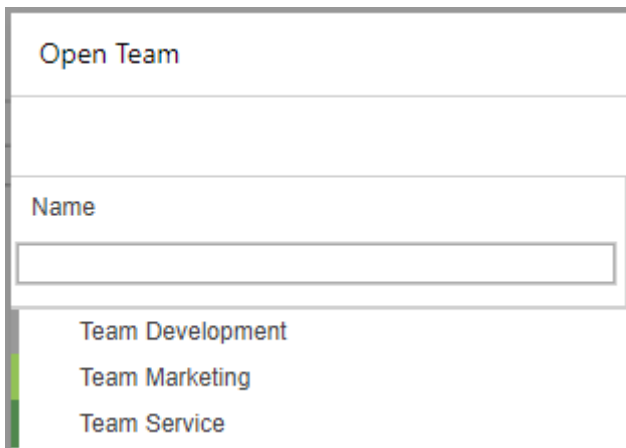 Open Team
Name
Team Development
Team Marketing
Team Service